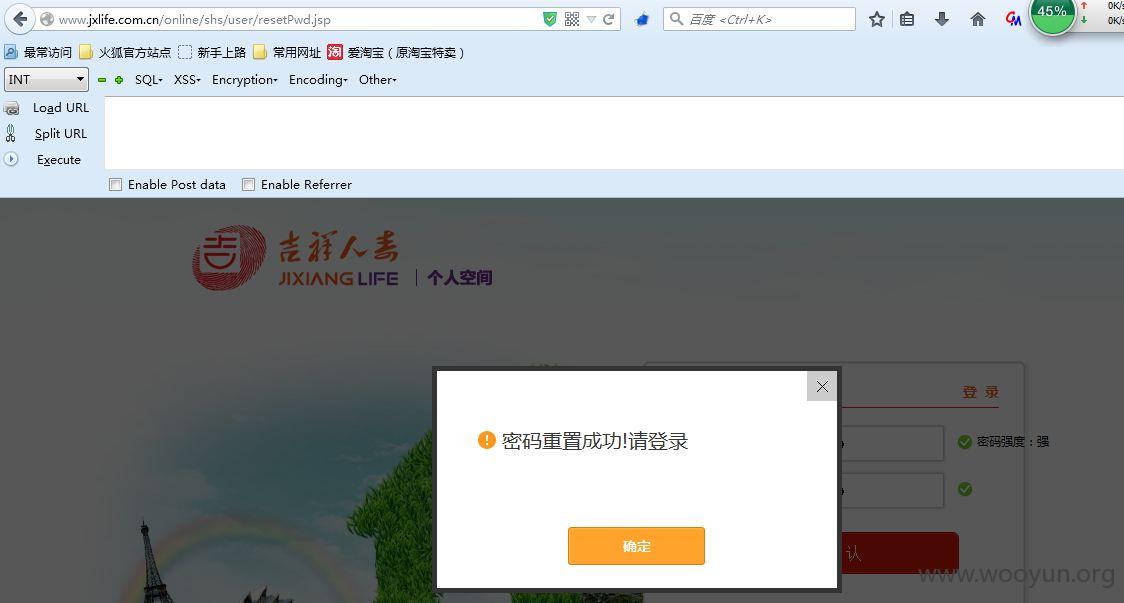 www.jxlife.com.cn/online/shs/user/resetPwd.jsp
百度 <Ctrl+K>
45%
0K/s
0K/s
最常访问 火狐官方站点 新手上路 常用网址 淘 爱淘宝（原淘宝特卖）
INT SQL XSS Encryption Encoding Other
Load URL
Split URL
Execute
Enable Post data Enable Referrer
吉祥人寿
JIXIANG LIFE 个人空间
登 录
密码重置成功!请登录
密码强度：强
确定
认
www.wooyun.org